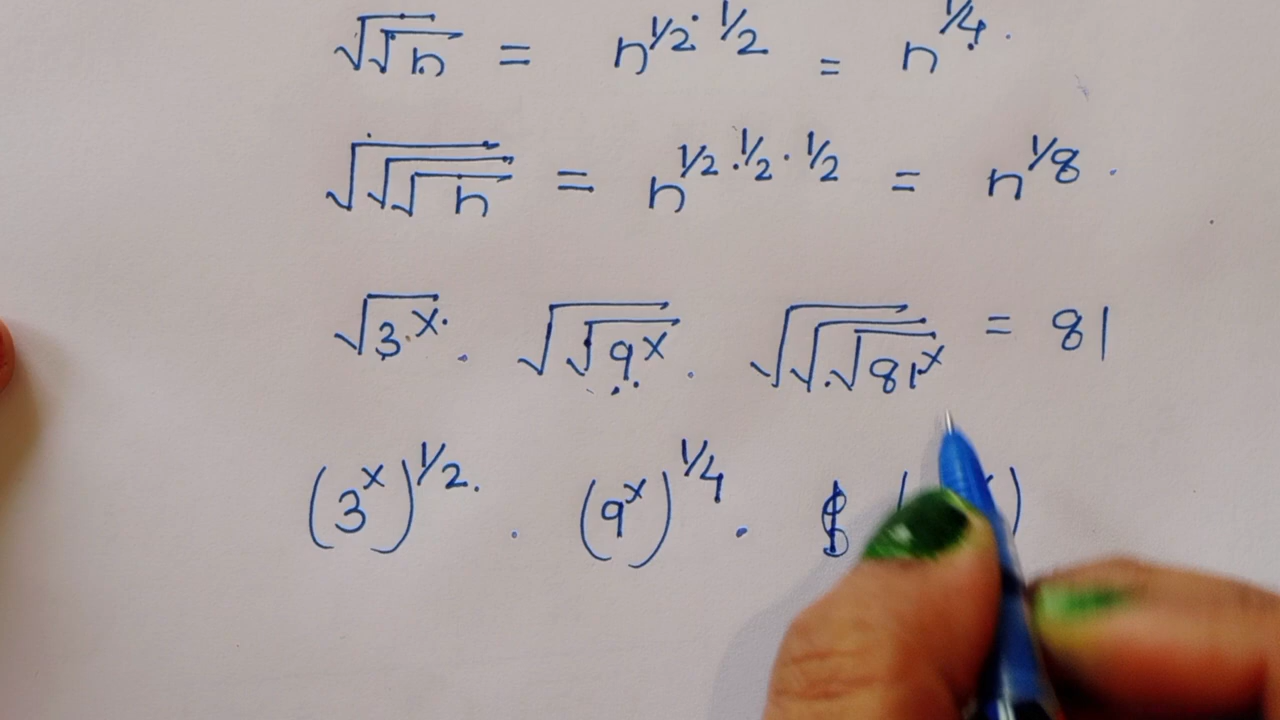 √√n = n^1/2 · 1/2 = n^1/4 .
√√√n = n^1/2 · 1/2 · 1/2 = n^1/8 .
√3^x . √√9^x . √√√81^x = 81
(3^x)^1/2 . (9^x)^1/4 . ( )